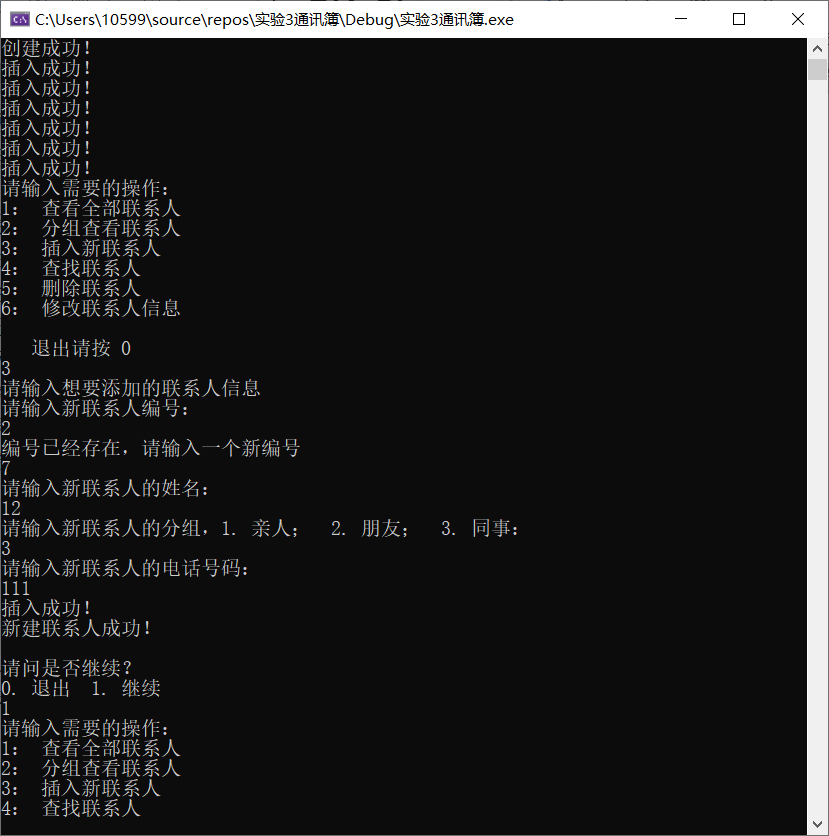 C:\Users\10599\source\repos\实验3通讯簿\Debug\实验3通讯簿.exe
创建成功!
插入成功!
插入成功!
插入成功!
插入成功!
插入成功!
插入成功!
请输入需要的操作:
1: 查看全部联系人
2: 分组查看联系人
3: 插入新联系人
4: 查找联系人
5: 删除联系人
6: 修改联系人信息
退出请按 0
3
请输入想要添加的联系人信息
请输入新联系人编号:
2
编号已经存在，请输入一个新编号
7
请输入新联系人的姓名:
12
请输入新联系人的分组,1. 亲人; 2. 朋友; 3. 同事:
3
请输入新联系人的电话号码:
111
插入成功!
新建联系人成功!
请问是否继续?
0. 退出 1. 继续
1
请输入需要的操作:
1: 查看全部联系人
2: 分组查看联系人
3: 插入新联系人
4: 查找联系人